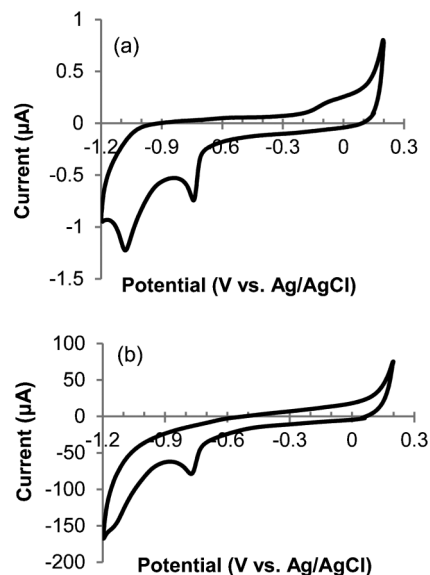 (a)
1
0.5
0
-0.5
-1
-1.5
-1.2 -0.9 -0.6 -0.3 0 0.3
Current (µA)
Potential (V vs. Ag/AgCl)
(b)
100
50
0
-50
-100
-150
-200
-1.2 -0.9 -0.6 -0.3 0 0.3
Current (µA)
Potential (V vs. Ag/AgCl)